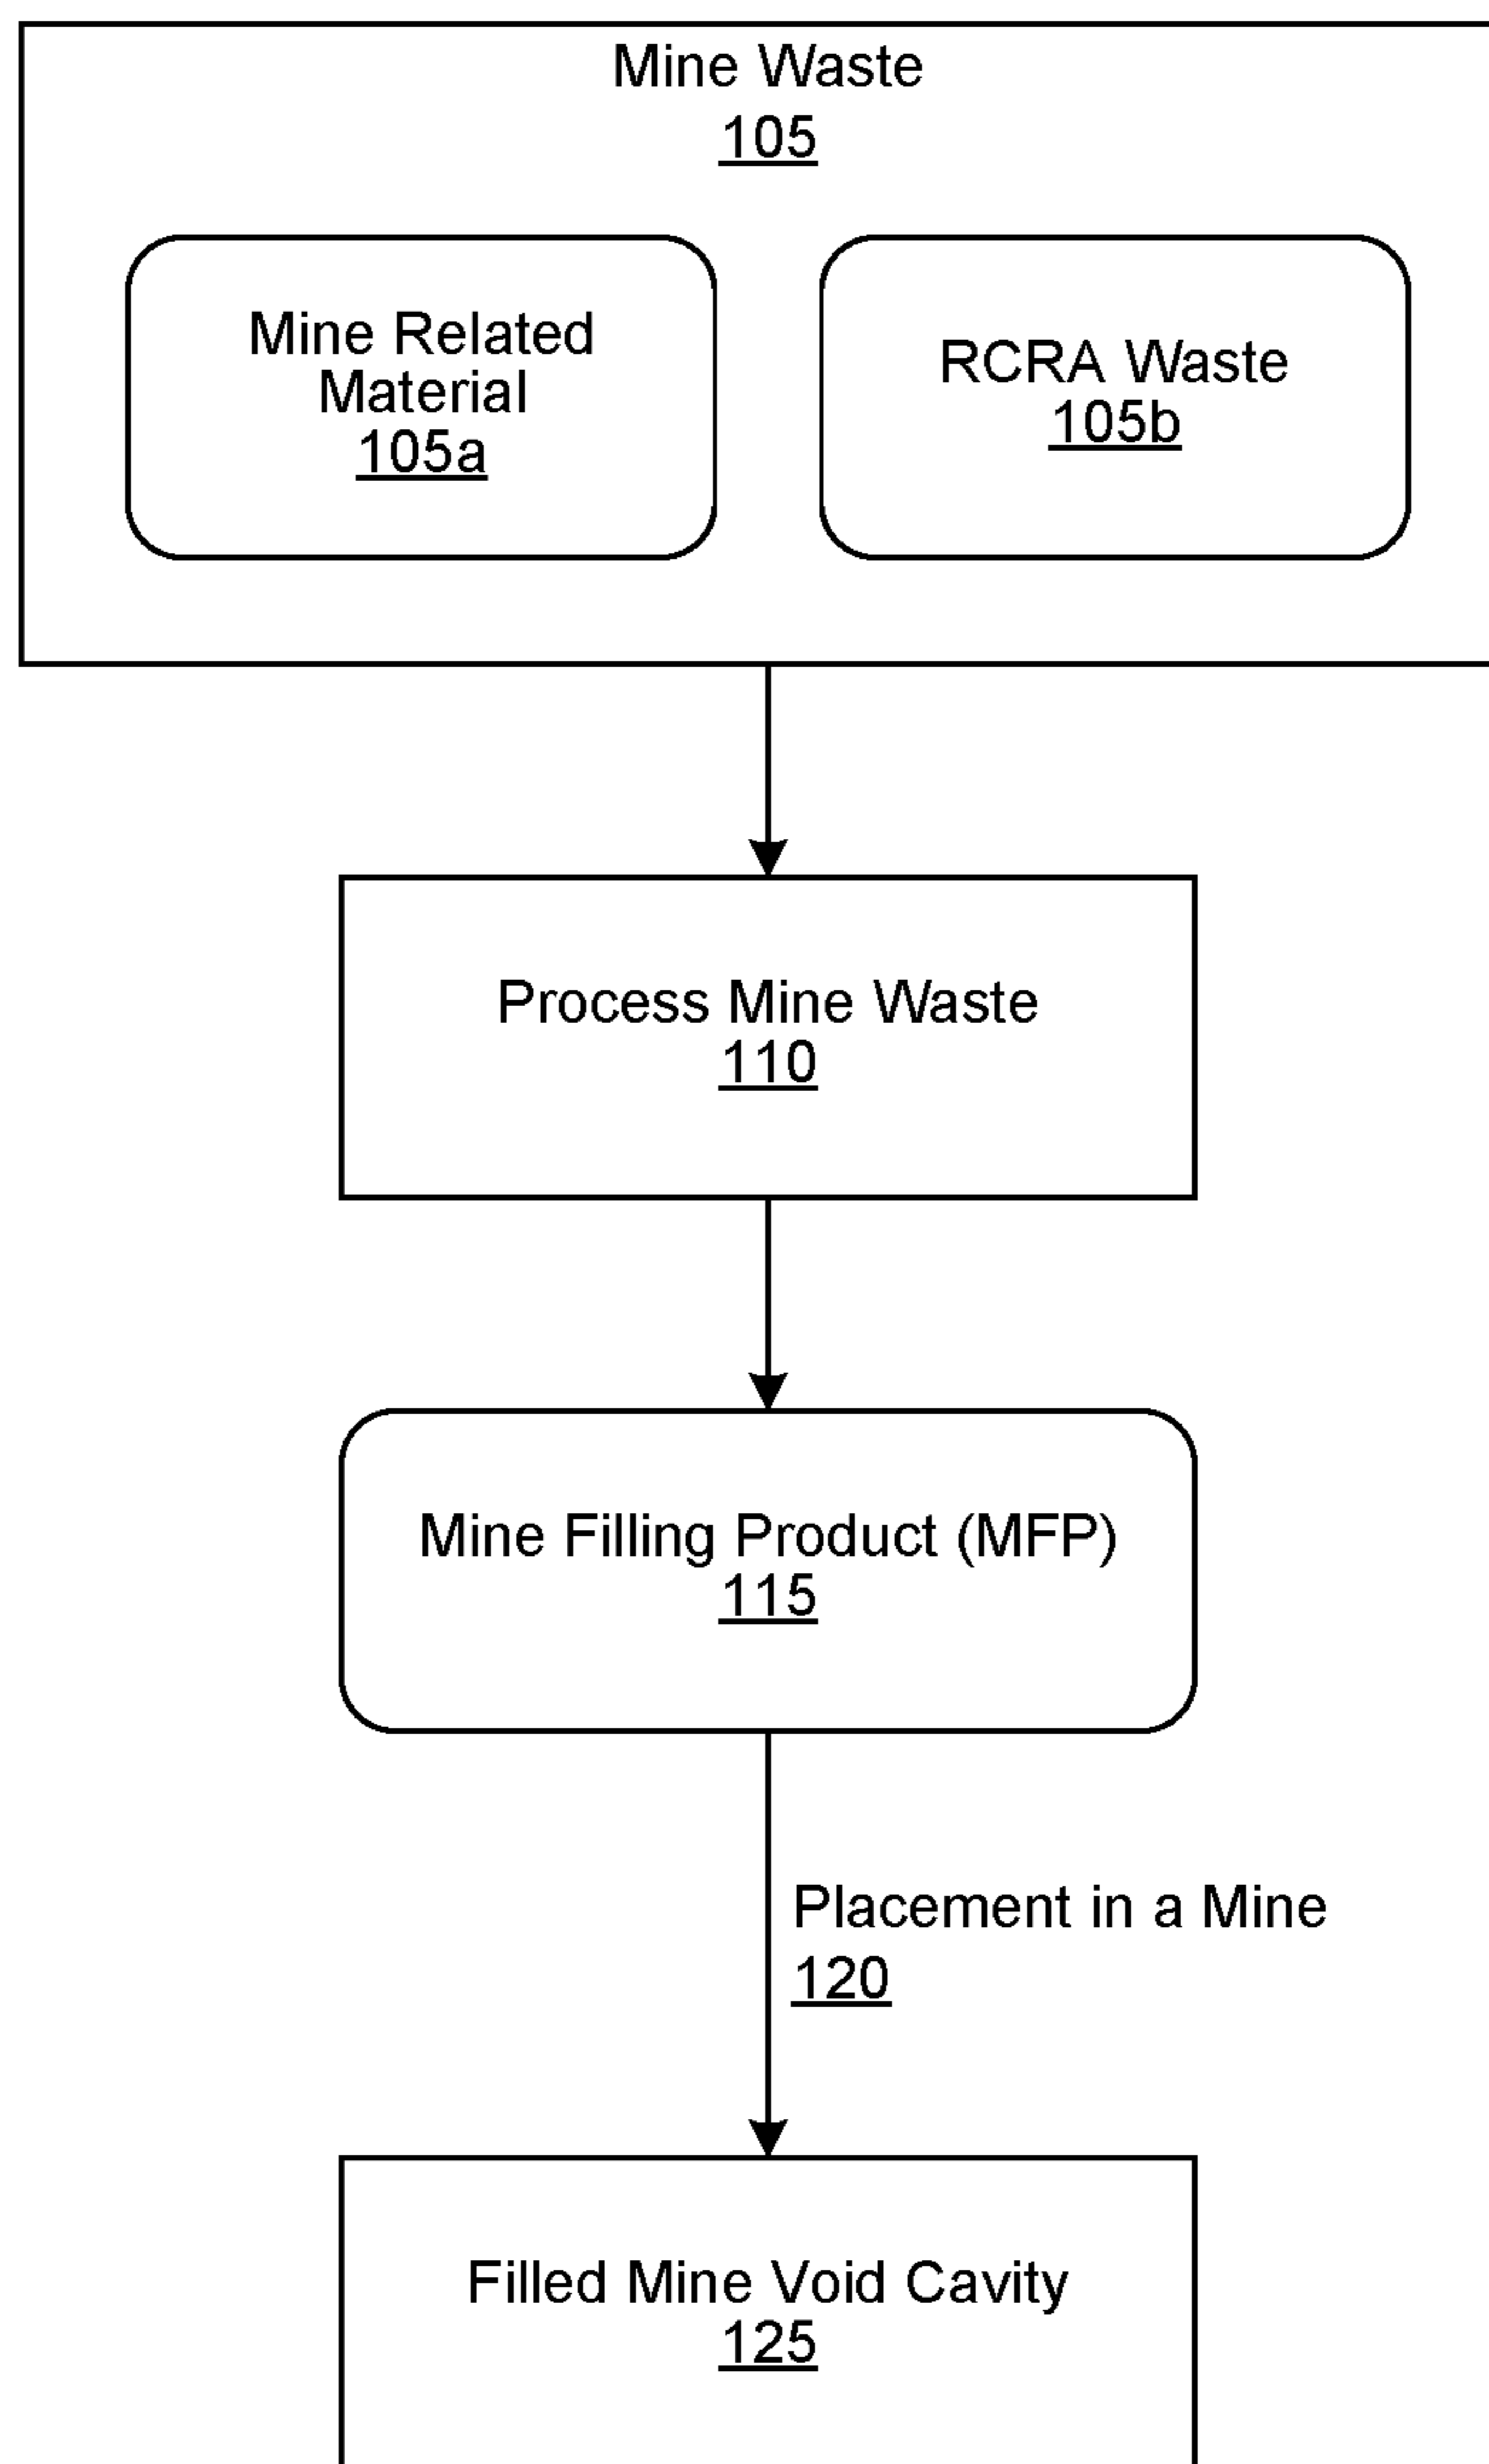 Mine Waste
105
Mine Related
Material
105a
RCRA Waste
105b
Process Mine Waste
110
Mine Filling Product (MFP)
115
Placement in a Mine
120
Filled Mine Void Cavity
125